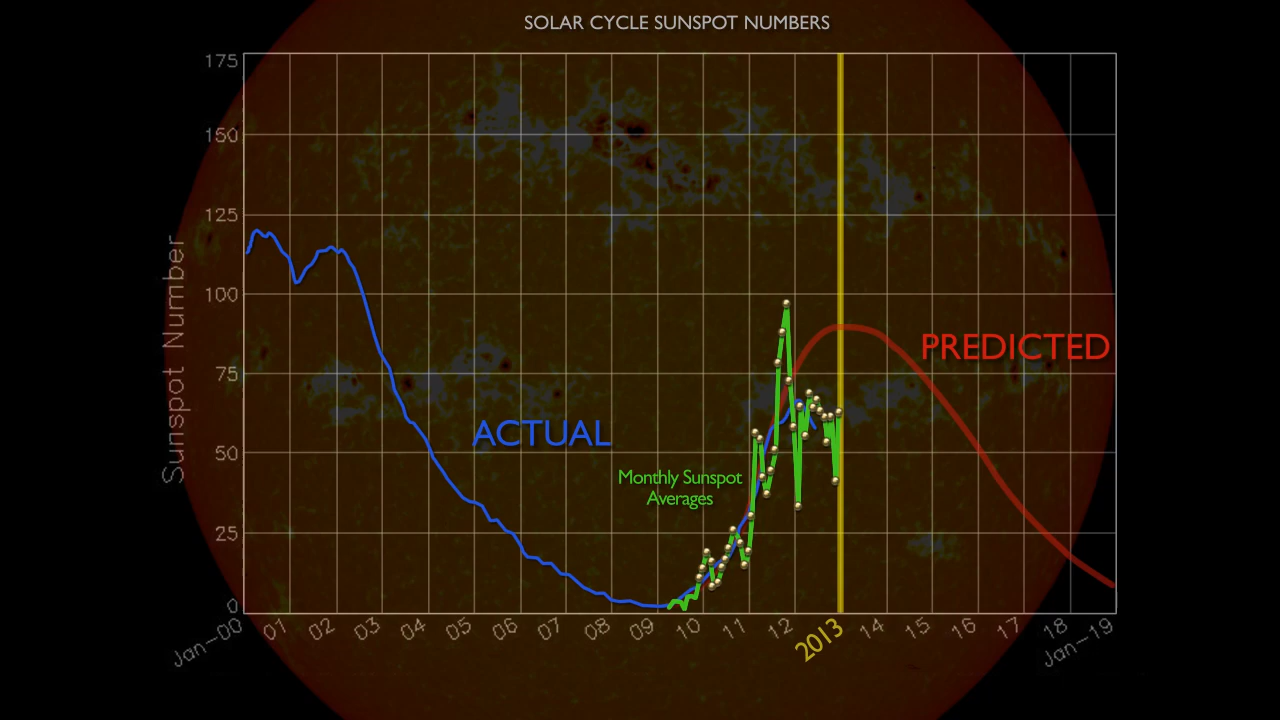 SOLAR CYCLE SUNSPOT NUMBERS
175
150
125
100
75
50
25
0
Sunspot Number
ACTUAL
PREDICTED
Monthly Sunspot
Averages
Jan-00 01 02 03 04 05 06 07 08 09 10 11 12 2013 14 15 16 17 18 Jan-19